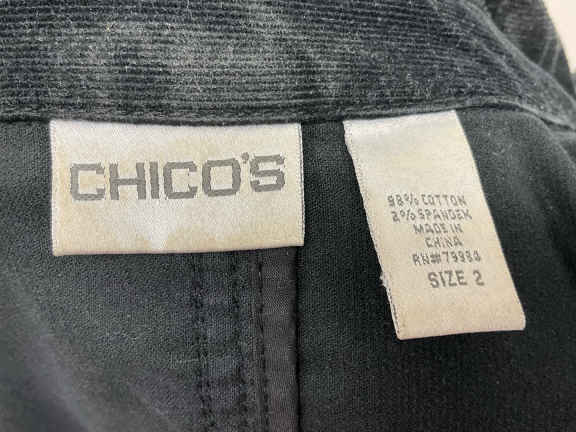 CHICO'S
98% COTTON
2% SPANDEX
MADE IN
CHINA
RN#79984
SIZE 2